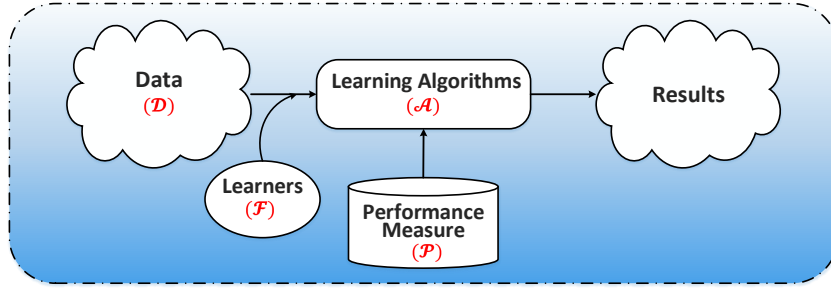 Data
(𝒟)
Learning Algorithms
(𝒜)
Results
Learners
(ℱ)
Performance
Measure
(𝒫)